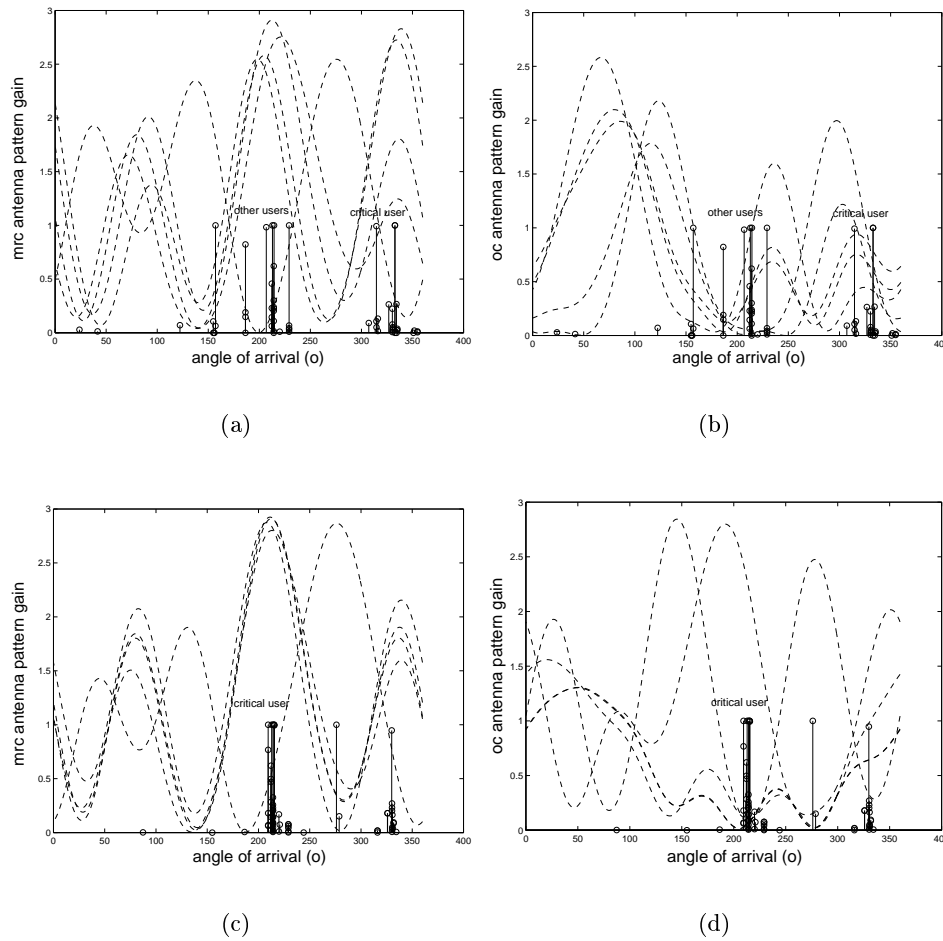 3
2.5
2
1.5
1
0.5
0
mrc antenna pattern gain
other users
critical user
0 50 100 150 200 250 300 350 400
angle of arrival (o)
(a)
3
2.5
2
1.5
1
0.5
0
oc antenna pattern gain
other users
critical user
0 50 100 150 200 250 300 350 40
angle of arrival (o)
(b)
3
2.5
2
1.5
1
0.5
0
mrc antenna pattern gain
critical user
0 50 100 150 200 250 300 350 400
angle of arrival (o)
(c)
3
2.5
2
1.5
1
0.5
0
oc antenna pattern gain
critical user
0 50 100 150 200 250 300 350 400
angle of arrival (o)
(d)